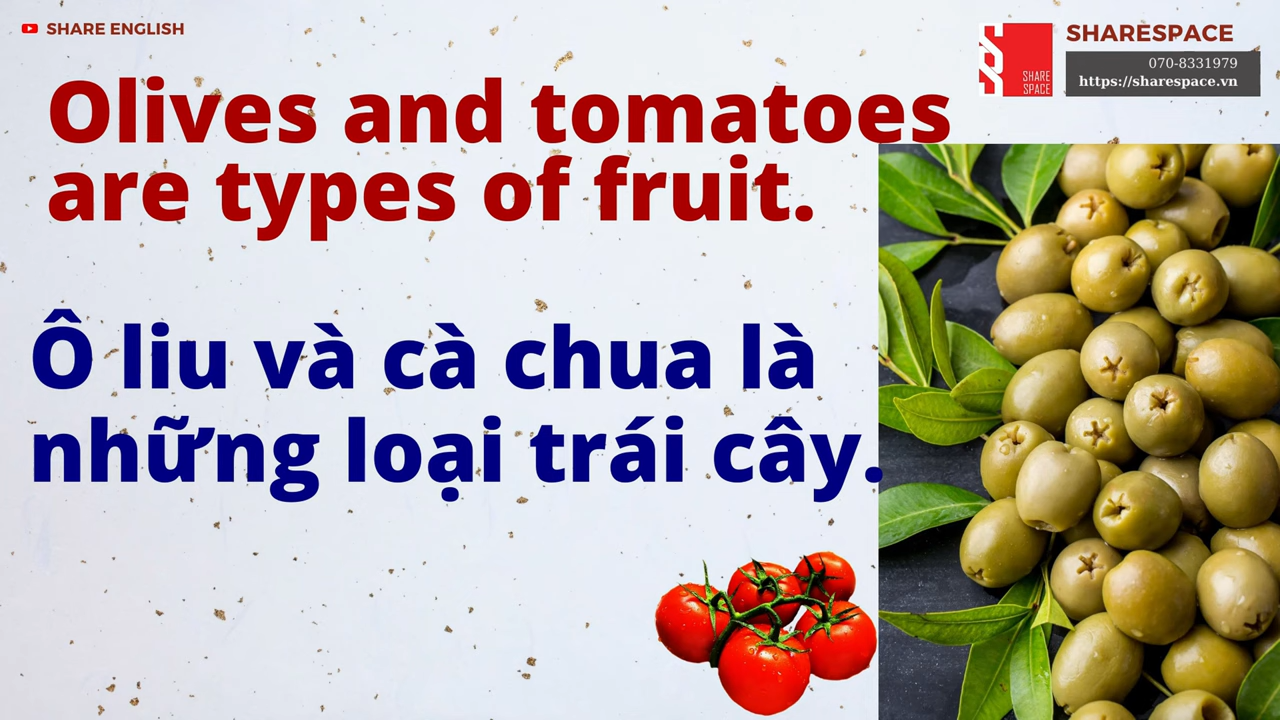 SHARE ENGLISH
SHARESPACE
070-8331979
https://sharespace.vn
SHARE
SPACE
Olives and tomatoes
are types of fruit.
Ô liu và cà chua là
những loại trái cây.